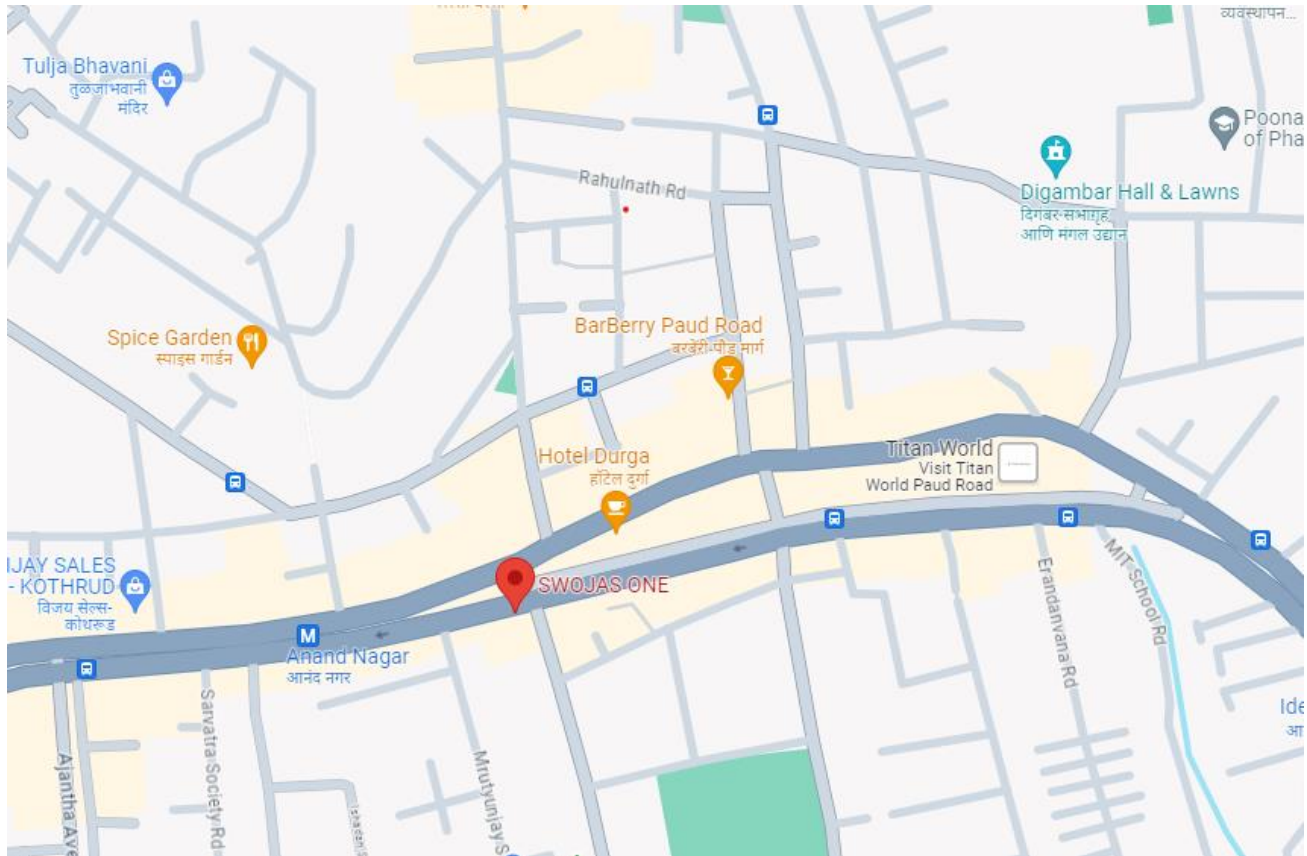 व्यवस्थापन...
Tulja Bhavani
तुळजाभवानी
मंदिर
Poona
of Pha
Rahulnath Rd
Digambar Hall & Lawns
दिगंबर-सभागृह
आणि मंगल उद्यान
Spice Garden
स्पाइस गार्डन
BarBerry Paud Road
बरबेरी-पौड मार्ग
Titan World
Visit Titan
World Paud Road
Hotel Durga
हॉटेल दुर्गा
IJAY SALES
- KOTHRUD
विजय सेल्स-
कोथरूड
SWOJAS ONE
M
Anand Nagar
आनंद नगर
MIT School Rd
Erandanvana Rd
Sarvatra Society Rd
Ajantha Ave
Mrutyunjay S
Ide
आ